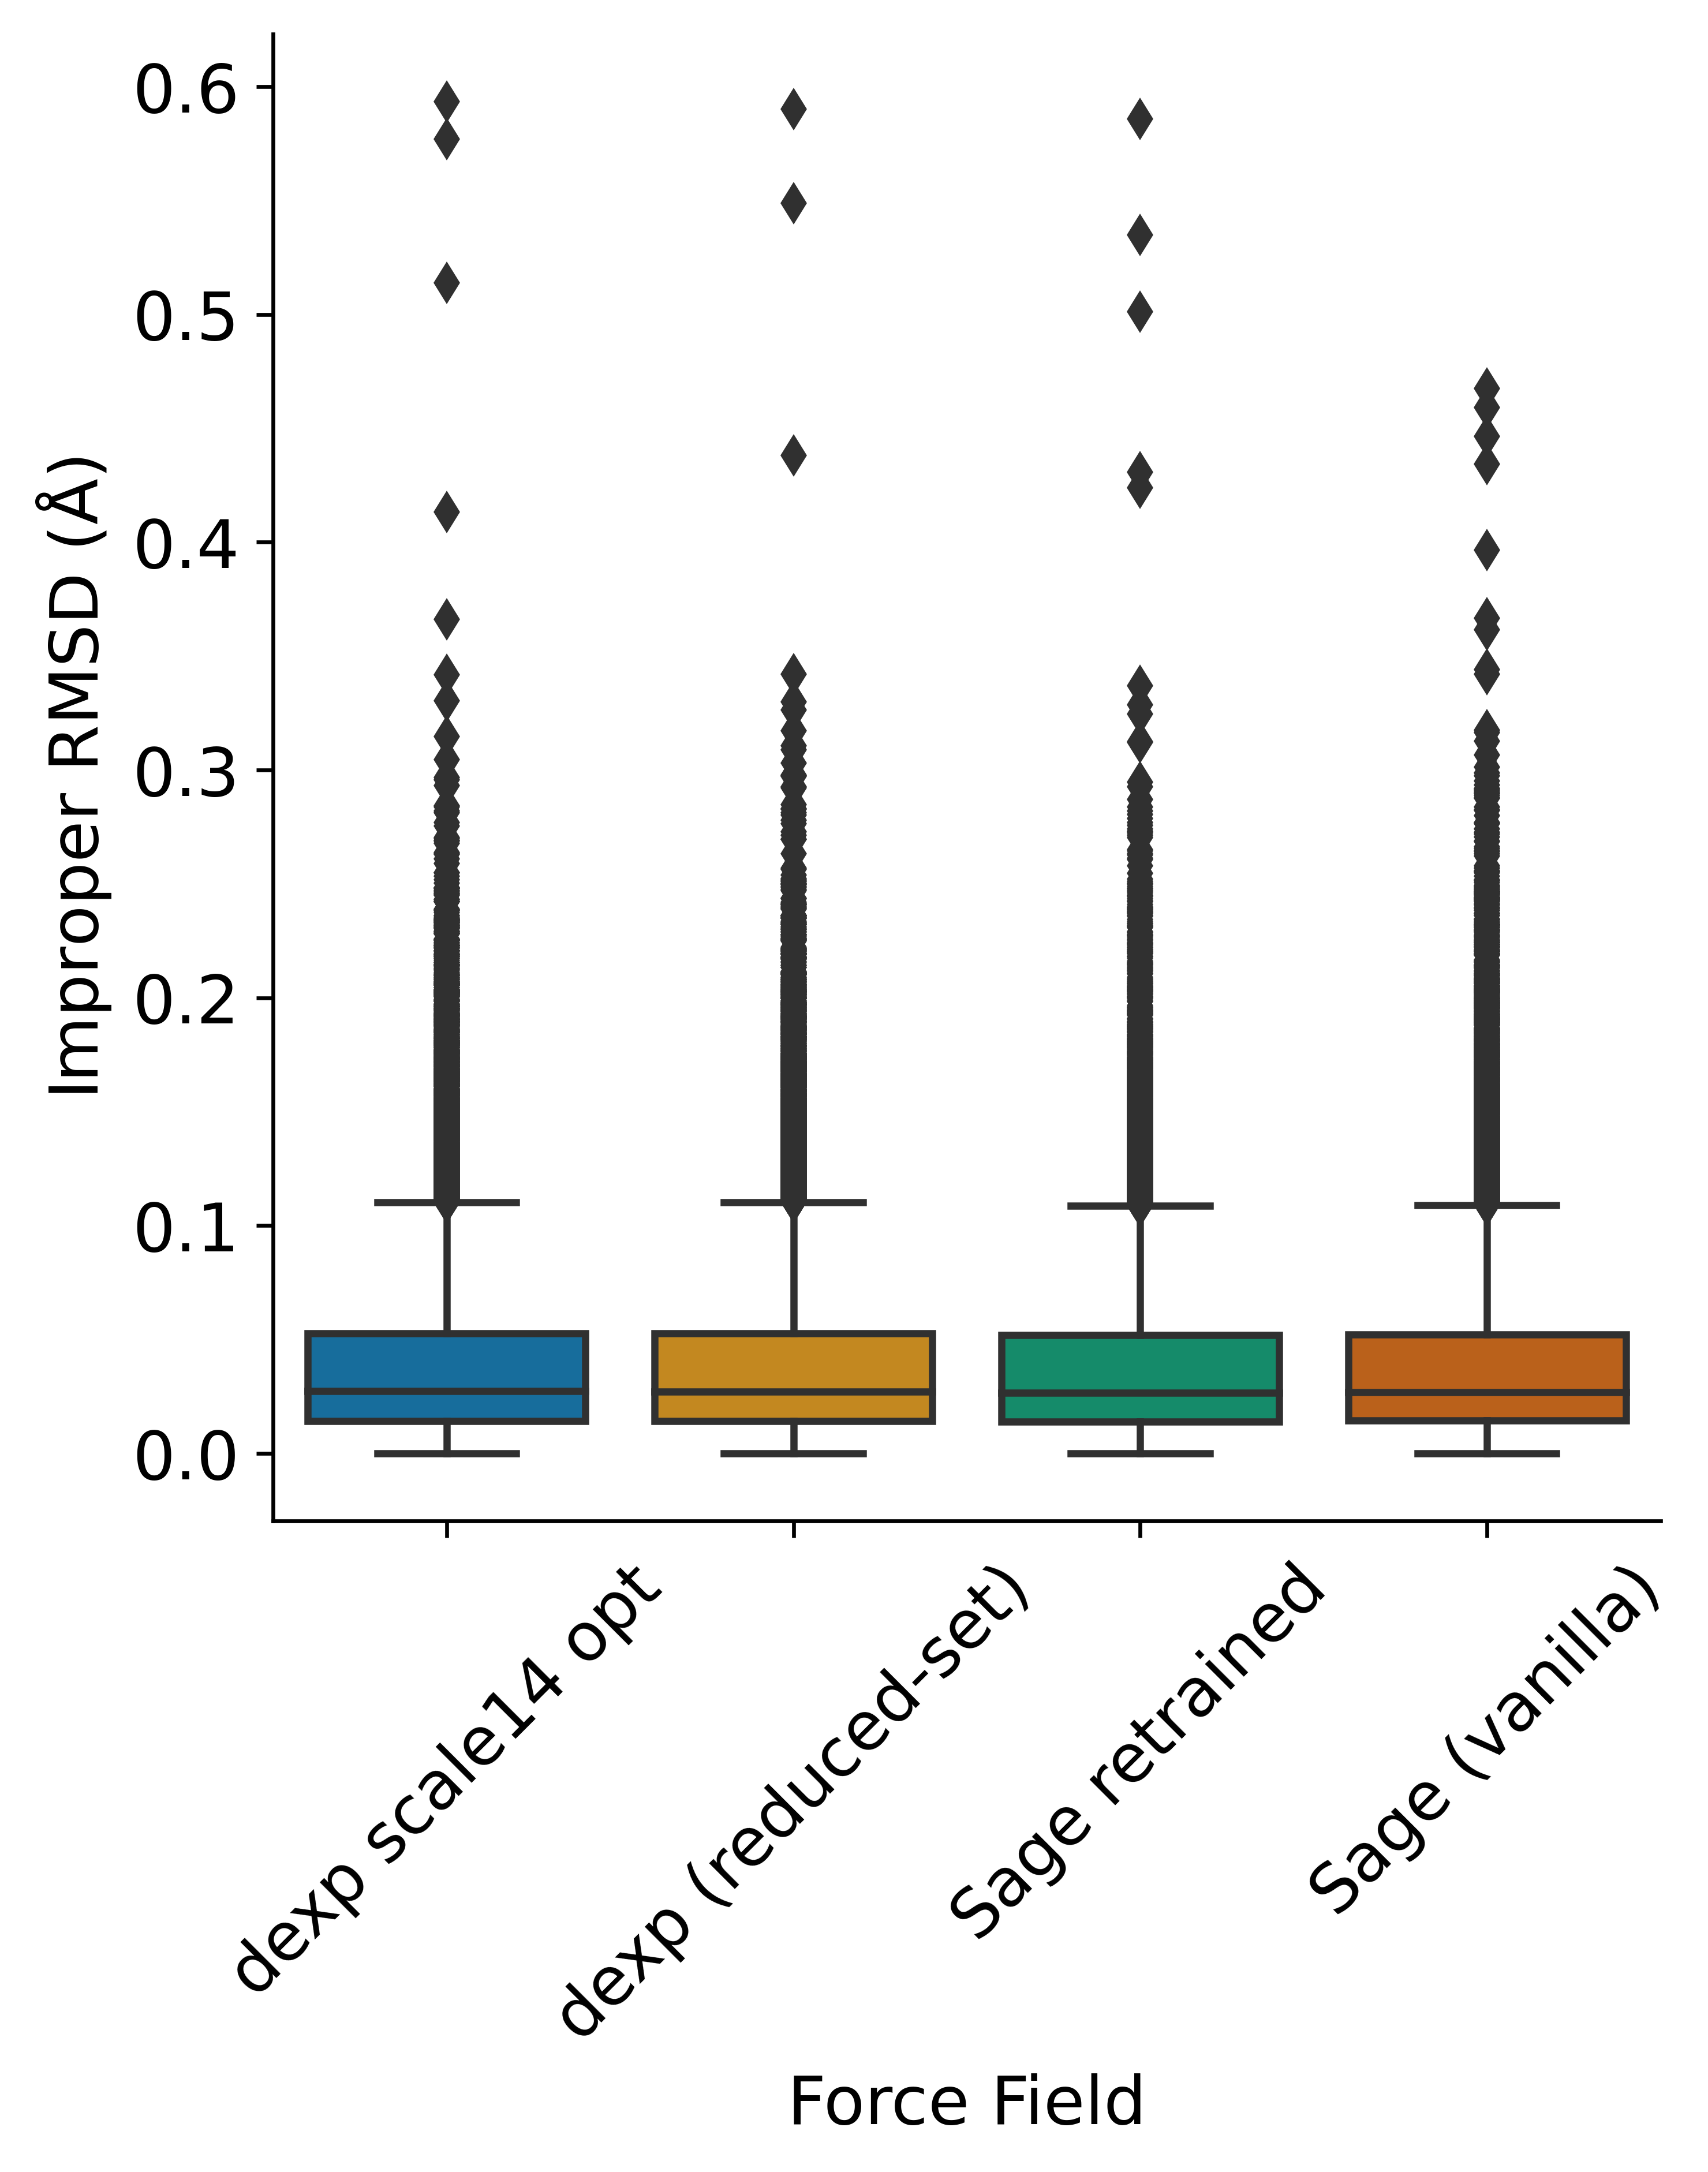 Improper RMSD (Å)
0.6
0.5
0.4
0.3
0.2
0.1
0.0
dexp scale14 opt
dexp (reduced-set)
Sage retrained
Sage (vanilla)
Force Field